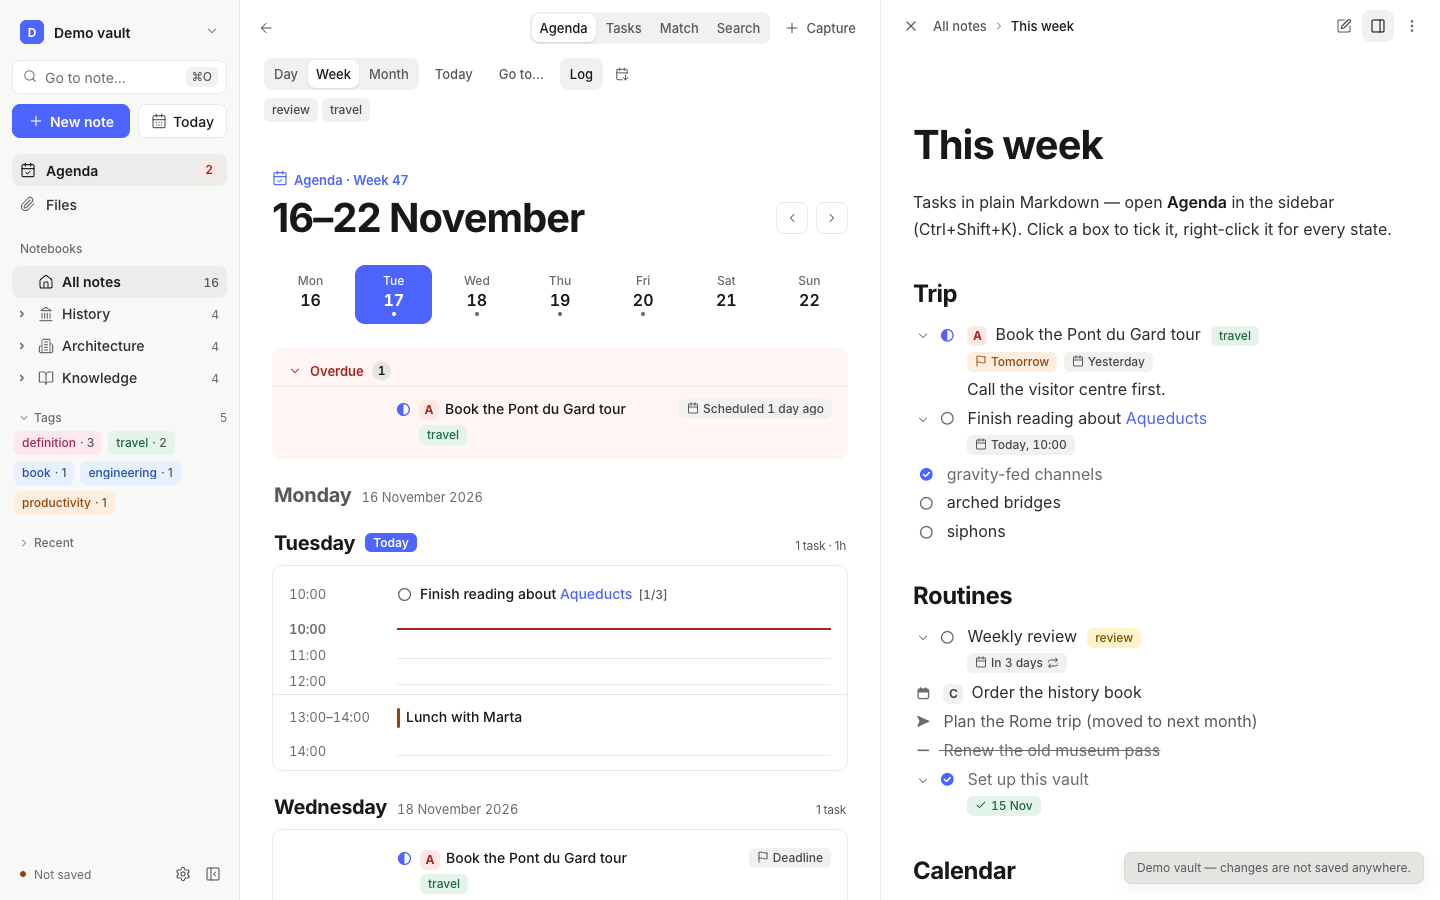 D Demo vault
Go to note... ⌘O
New note Today
Agenda 2
Files
Notebooks
All notes 16
History 4
Architecture 4
Knowledge 4
Tags 5
definition · 3 travel · 2
book · 1 engineering · 1
productivity · 1
Recent
Not saved
Agenda Tasks Match Search Capture
Day Week Month Today Go to... Log
review travel
Agenda · Week 47
16–22 November
Mon Tue Wed Thu Fri Sat Sun
16 17 18 19 20 21 22
Overdue 1
A Book the Pont du Gard tour Scheduled 1 day ago
travel
Monday 16 November 2026
Tuesday Today 1 task · 1h
10:00 Finish reading about Aqueducts [1/3]
10:00
11:00
12:00
13:00–14:00 Lunch with Marta
14:00
Wednesday 18 November 2026 1 task
A Book the Pont du Gard tour Deadline
travel
All notes This week
This week
Tasks in plain Markdown — open Agenda in the sidebar
(Ctrl+Shift+K). Click a box to tick it, right-click it for every state.
Trip
A Book the Pont du Gard tour travel
Tomorrow Yesterday
Call the visitor centre first.
Finish reading about Aqueducts
Today, 10:00
gravity-fed channels
arched bridges
siphons
Routines
Weekly review review
In 3 days
C Order the history book
Plan the Rome trip (moved to next month)
Renew the old museum pass
Set up this vault
15 Nov
Calendar
Demo vault — changes are not saved anywhere.